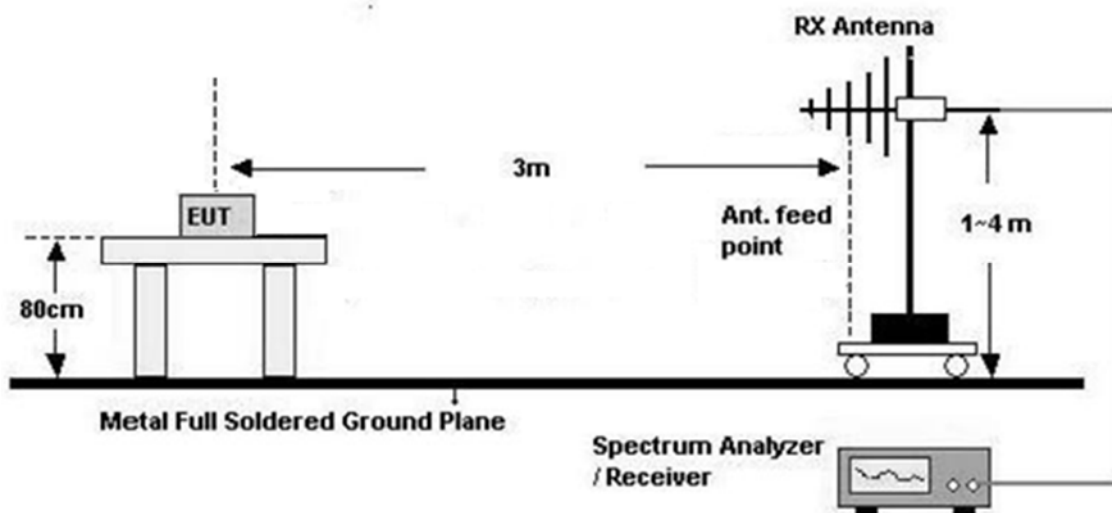 RX Antenna
3m
EUT
Ant. feed
point
1~4 m
80cm
Metal Full Soldered Ground Plane
Spectrum Analyzer
/ Receiver